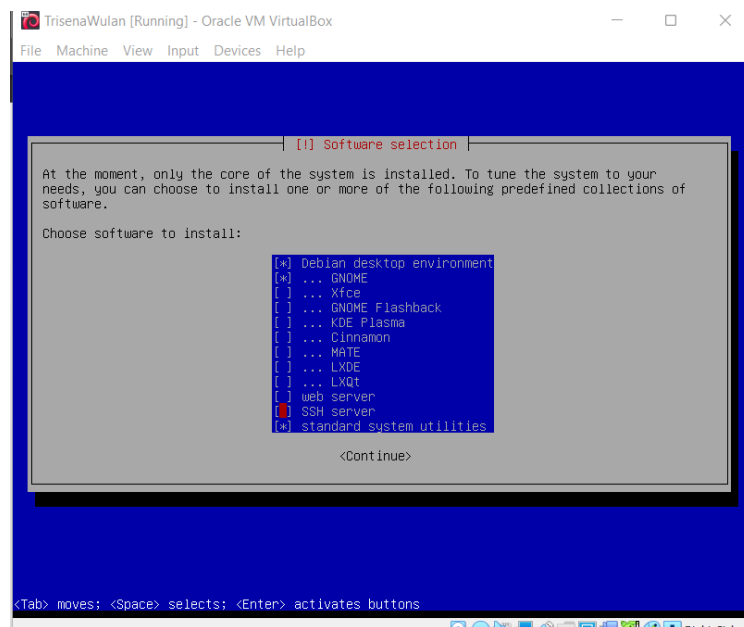 TrisenaWulan [Running] - Oracle VM VirtualBox
File Machine View Input Devices Help
[!] Software selection
At the moment, only the core of the system is installed. To tune the system to your
needs, you can choose to install one or more of the following predefined collections of
software.
Choose software to install:
[*] Debian desktop environment
[*] ... GNOME
[ ] ... Xfce
[ ] ... GNOME Flashback
[ ] ... KDE Plasma
[ ] ... Cinnamon
[ ] ... MATE
[ ] ... LXDE
[ ] ... LXQt
[ ] web server
[ ] SSH server
[*] standard system utilities
<Continue>
<Tab> moves; <Space> selects; <Enter> activates buttons